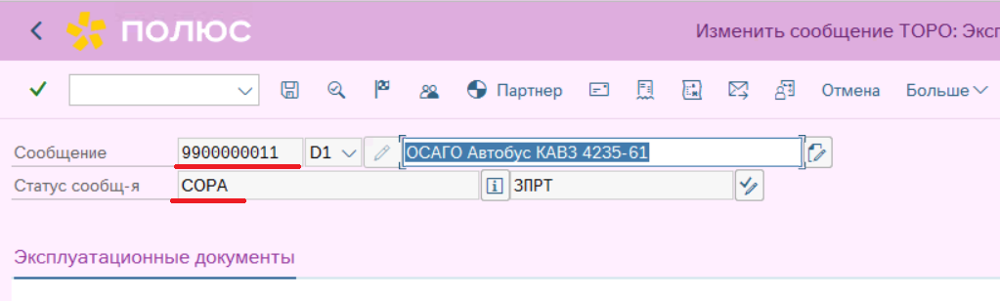 ПОЛЮС
Изменить сообщение ТОРО: Эксп
Партнер Отмена Больше
Сообщение 9900000011 D1 ОСАГО Автобус КАВЗ 4235-61
Статус сообщ-я СОРА ЗПРТ
Эксплуатационные документы